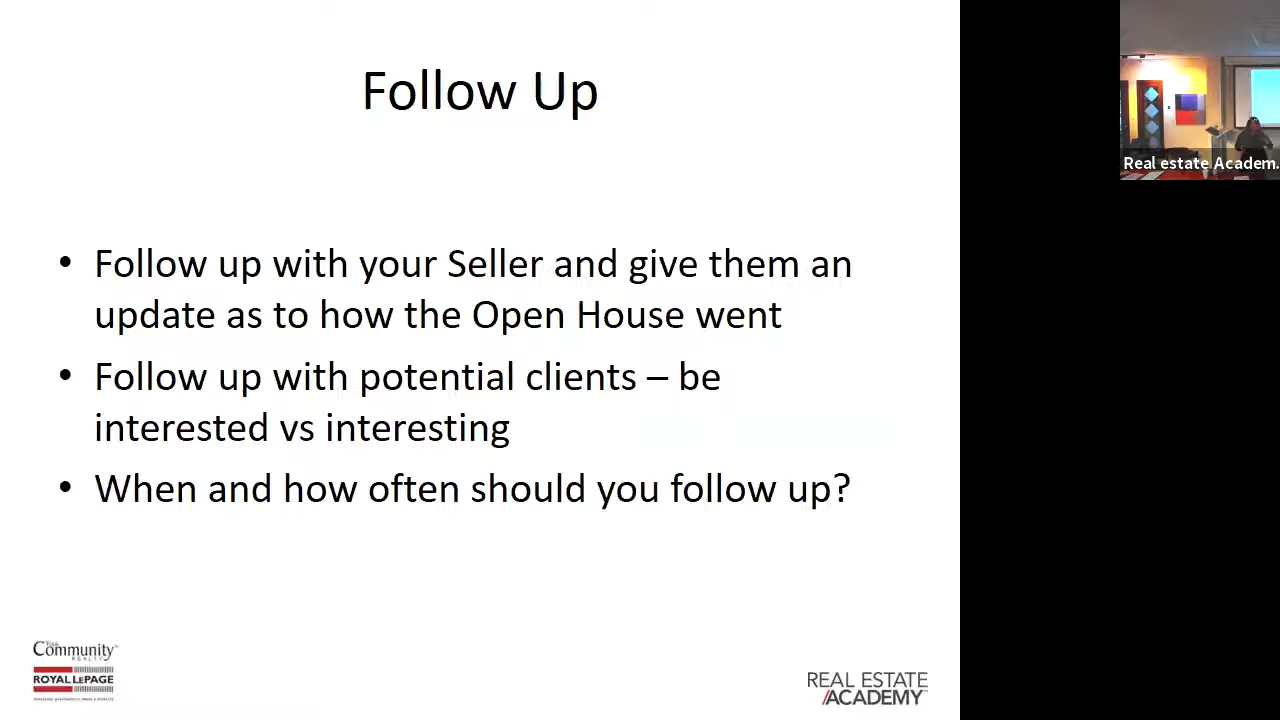 Follow Up
• Follow up with your Seller and give them an
update as to how the Open House went
• Follow up with potential clients – be
interested vs interesting
• When and how often should you follow up?
Real estate Academ.
Community
REALTY
ROYAL LEPAGE
REAL ESTATE
ACADEMY